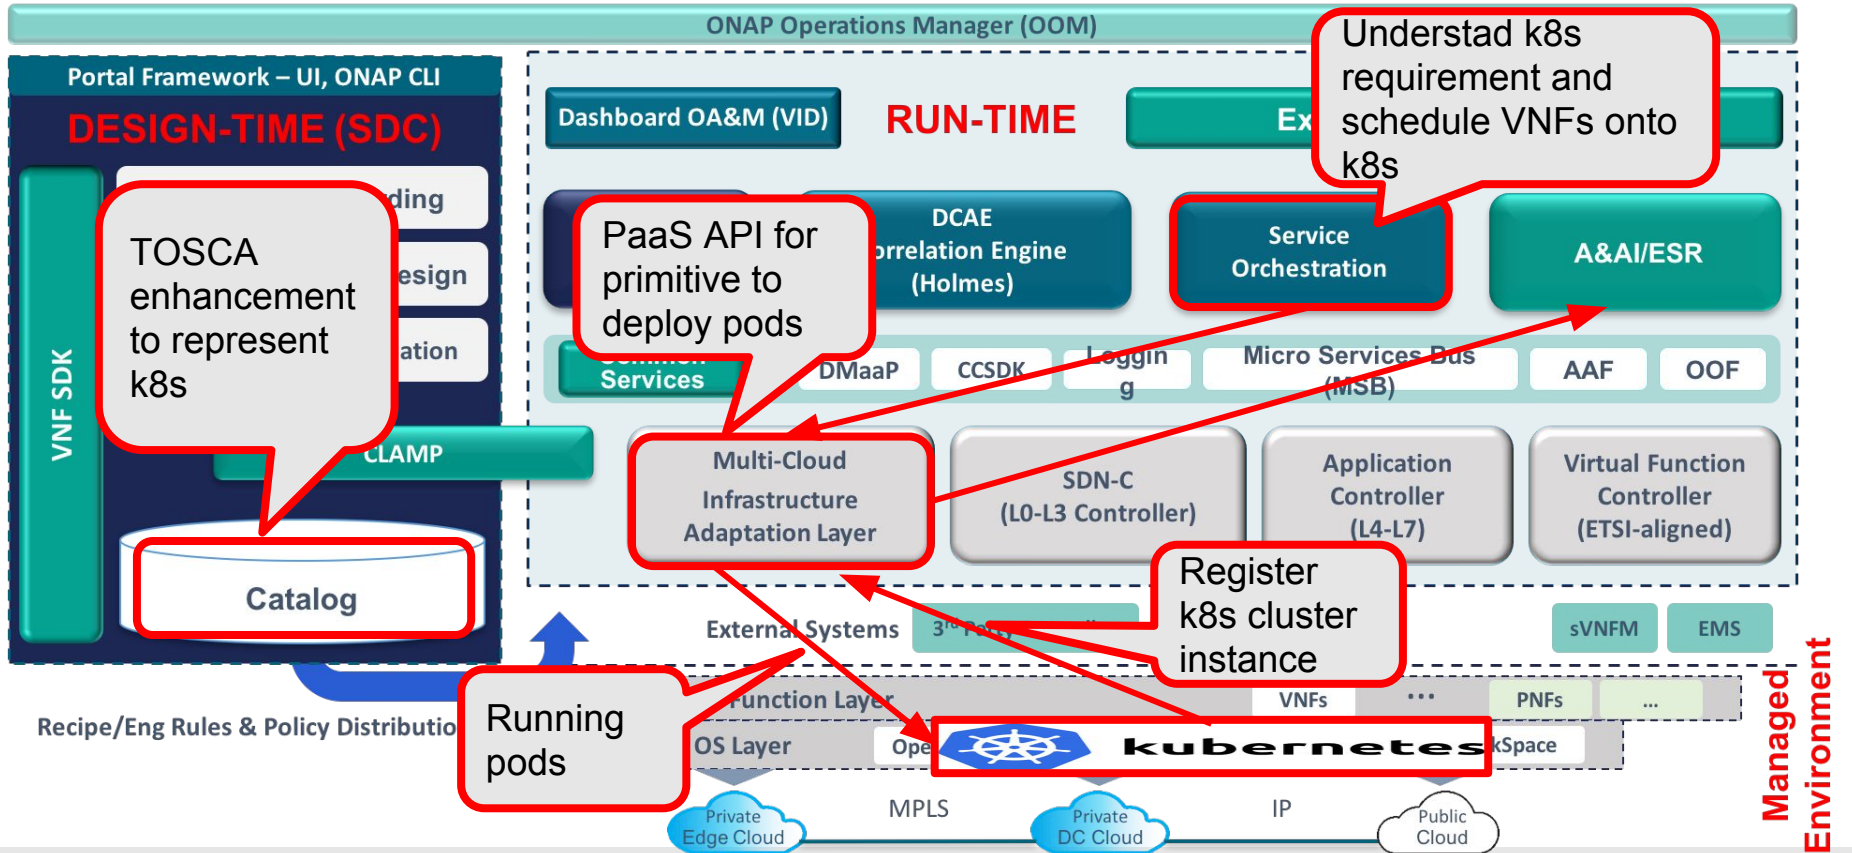 ONAP Operations Manager (OOM)
Portal Framework – UI, ONAP CLI
DESIGN-TIME (SDC)
VNF SDK
ding
esign
ation
TOSCA
enhancement
to represent
k8s
CLAMP
Catalog
Recipe/Eng Rules & Policy Distributio
Dashboard OA&M (VID)
RUN-TIME
Ex
Understad k8s
requirement and
schedule VNFs onto
k8s
PaaS API for
primitive to
deploy pods
DCAE
orrelation Engine
(Holmes)
Service
Orchestration
A&AI/ESR
Common
Services
DMaaP
CCSDK
Loggin
g
Micro Services Bus
(MSB)
AAF
OOF
Multi-Cloud
Infrastructure
Adaptation Layer
SDN-C
(L0-L3 Controller)
Application
Controller
(L4-L7)
Virtual Function
Controller
(ETSI-aligned)
Register
k8s cluster
instance
External Systems
3rd Party
sVNFM
EMS
Running
pods
Function Layer
VNFs
...
PNFs
...
OS Layer
Ope
kubernetes
kSpace
Managed
Environment
Private
Edge Cloud
MPLS
Private
DC Cloud
IP
Public
Cloud